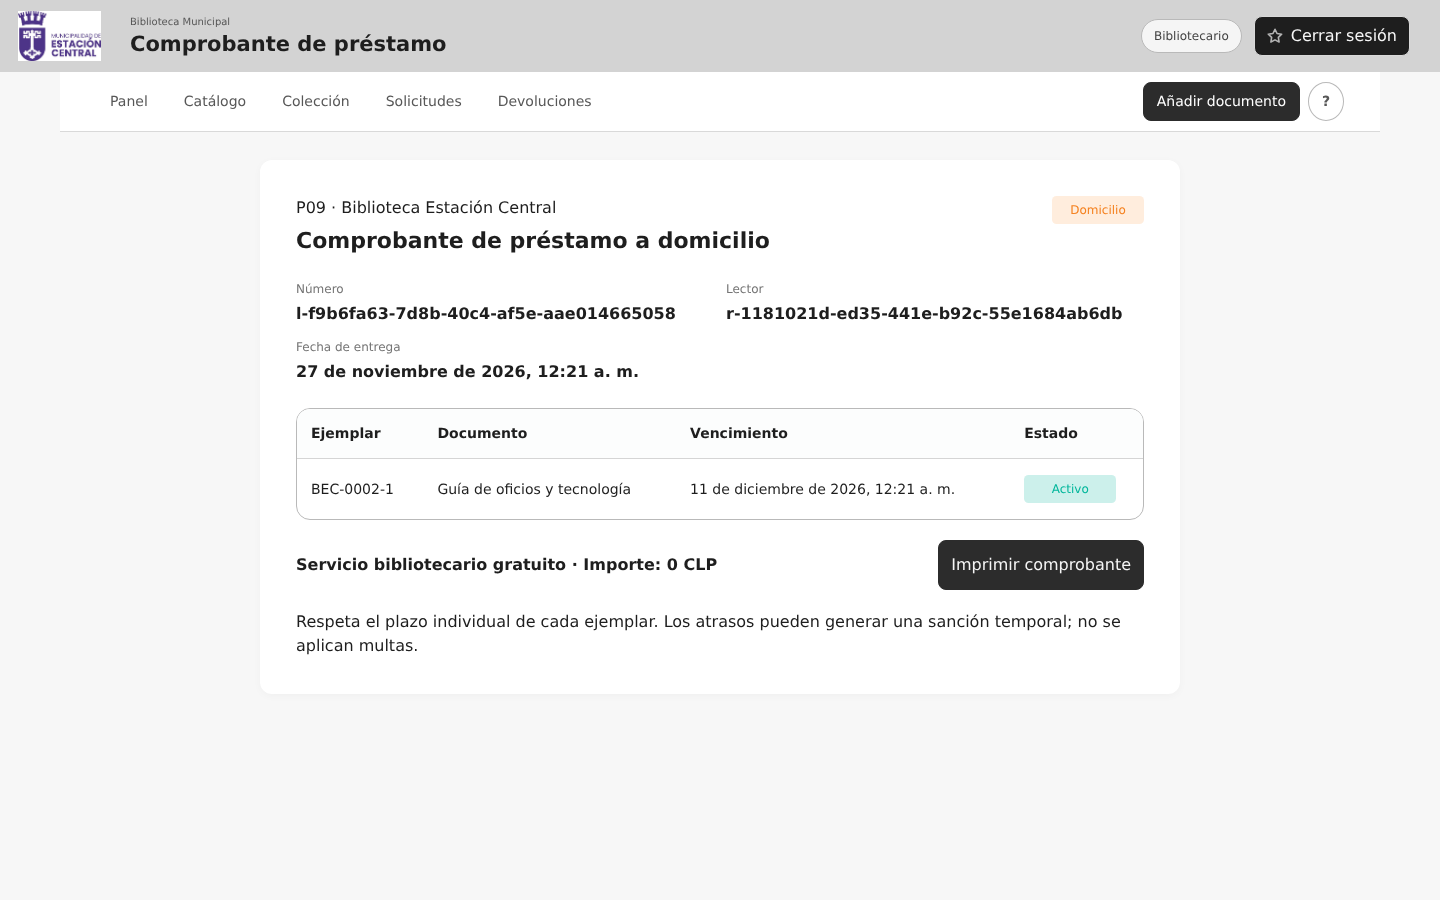 MUNICIPALIDAD DE
ESTACIÓN
CENTRAL
Biblioteca Municipal
Comprobante de préstamo
Bibliotecario
Cerrar sesión
Panel
Catálogo
Colección
Solicitudes
Devoluciones
Añadir documento
?
P09 · Biblioteca Estación Central
Domicilio
Comprobante de préstamo a domicilio
Número
Lector
l-f9b6fa63-7d8b-40c4-af5e-aae014665058
r-1181021d-ed35-441e-b92c-55e1684ab6db
Fecha de entrega
27 de noviembre de 2026, 12:21 a. m.
Ejemplar
Documento
Vencimiento
Estado
BEC-0002-1
Guía de oficios y tecnología
11 de diciembre de 2026, 12:21 a. m.
Activo
Servicio bibliotecario gratuito · Importe: 0 CLP
Imprimir comprobante
Respeta el plazo individual de cada ejemplar. Los atrasos pueden generar una sanción temporal; no se
aplican multas.